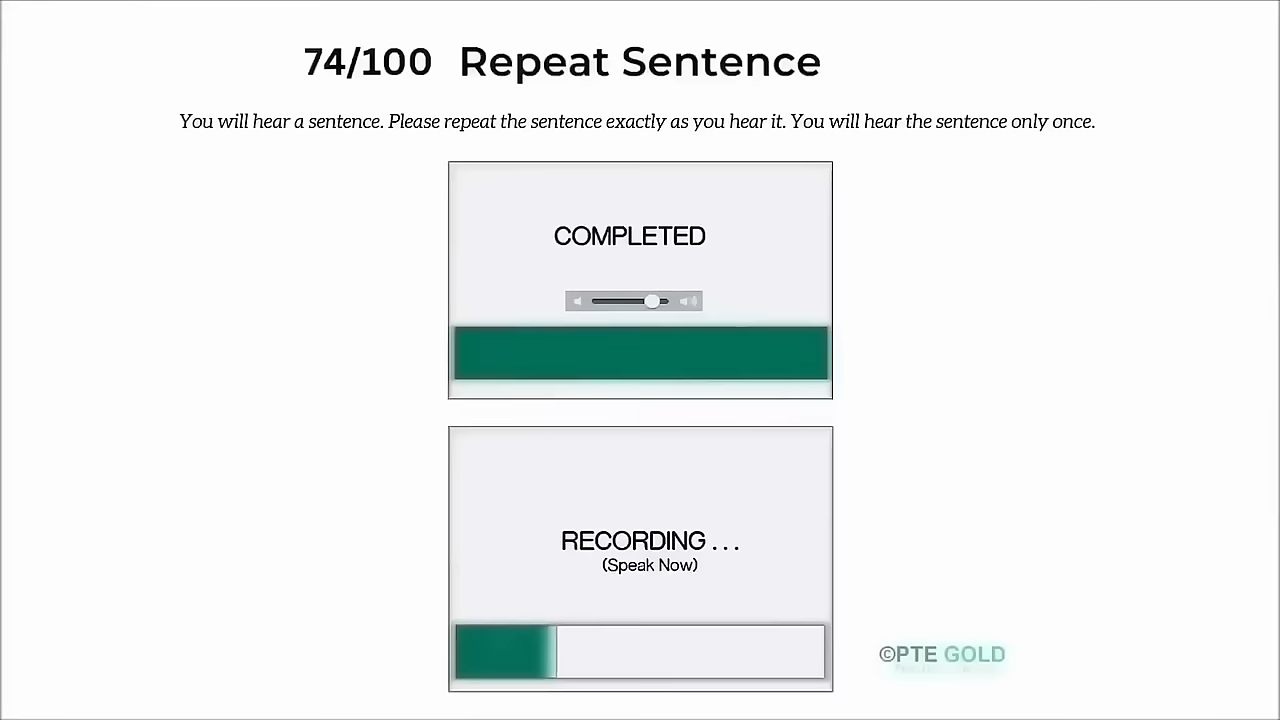 74/100 Repeat Sentence
You will hear a sentence. Please repeat the sentence exactly as you hear it. You will hear the sentence only once.
COMPLETED
RECORDING . . .
(Speak Now)
©PTE GOLD